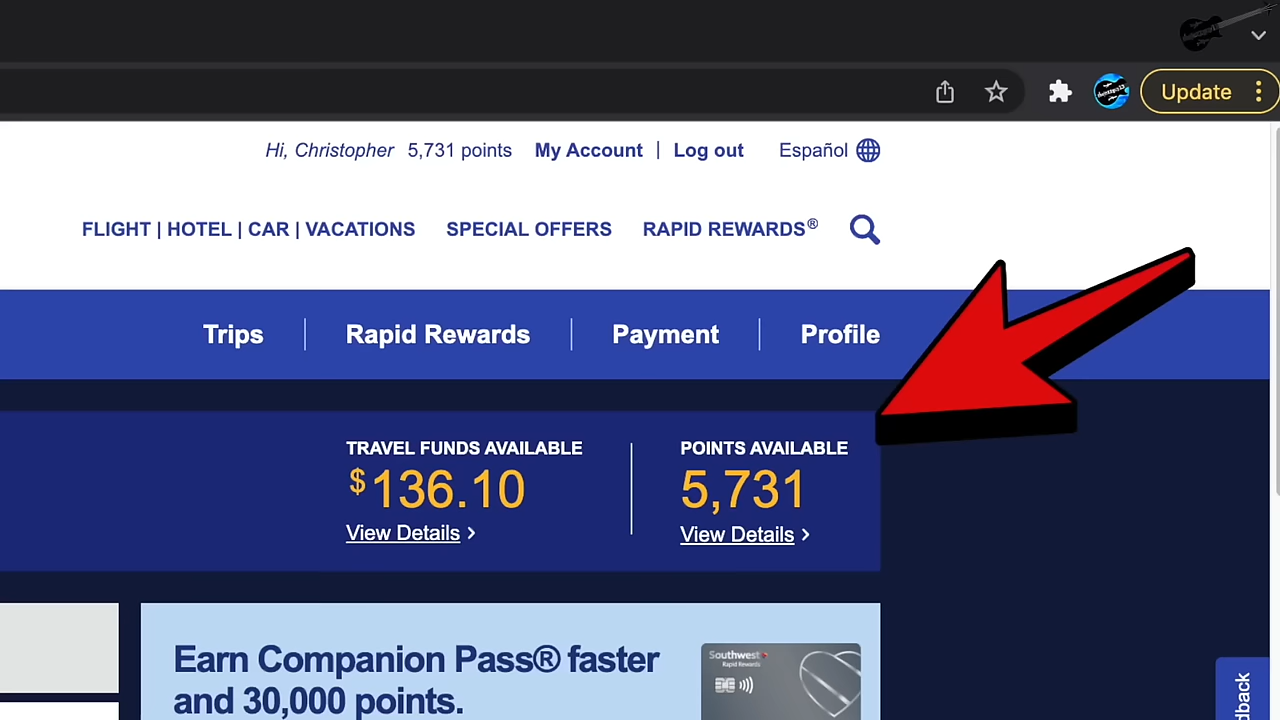 Update
Hi, Christopher 5,731 points My Account | Log out Español
FLIGHT | HOTEL | CAR | VACATIONS SPECIAL OFFERS RAPID REWARDS®
Trips Rapid Rewards Payment Profile
TRAVEL FUNDS AVAILABLE
$136.10
View Details >
POINTS AVAILABLE
5,731
View Details >
Earn Companion Pass® faster
and 30,000 points.
Southwest
Rapid Rewards